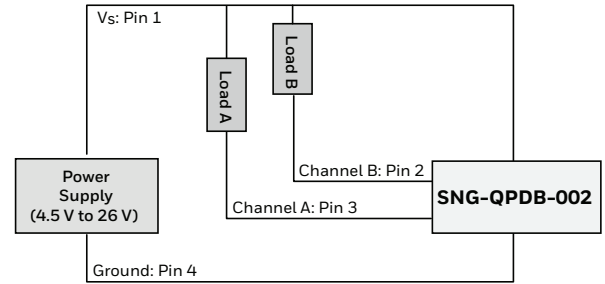 Vs: Pin 1
Load A
Load B
Channel B: Pin 2
Power
Supply
(4.5 V to 26 V)
SNG-QPDB-002
Channel A: Pin 3
Ground: Pin 4